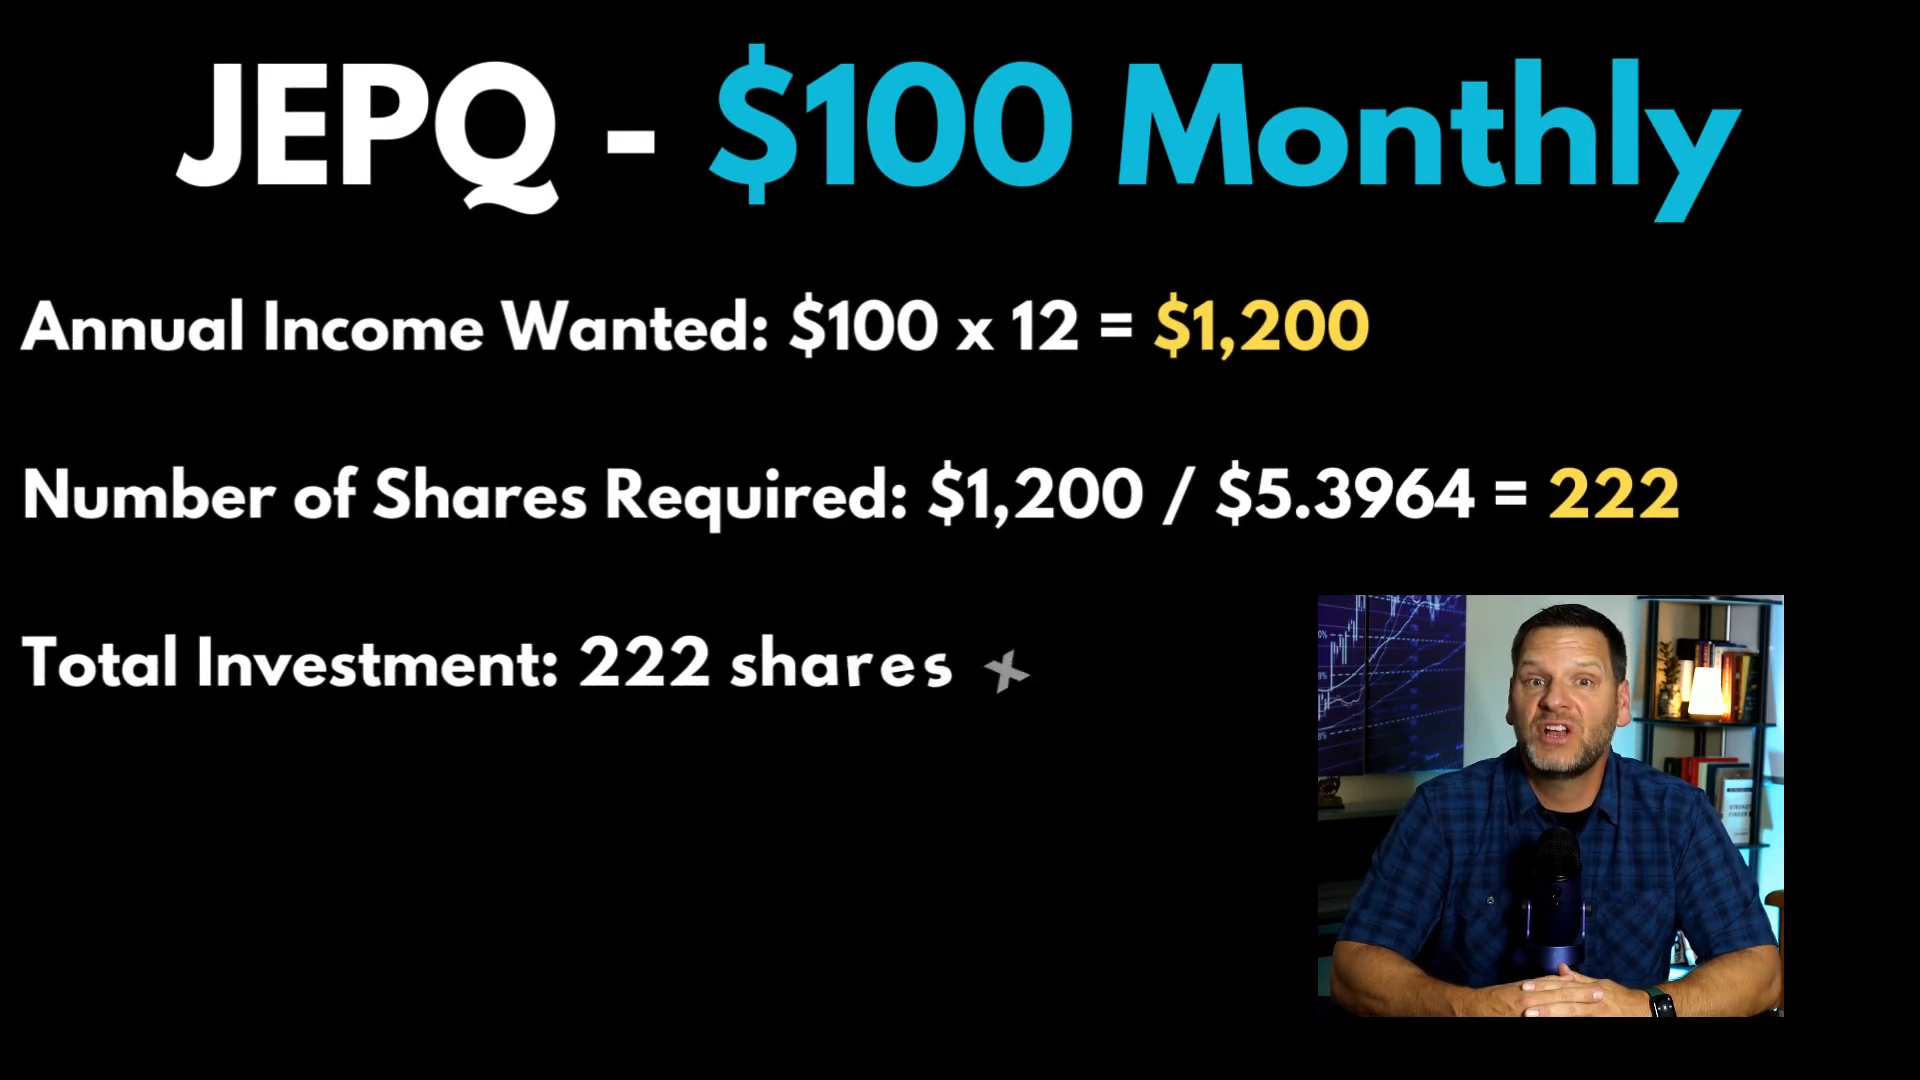 JEPQ - $100 Monthly
Annual Income Wanted: $100 x 12 = $1,200
Number of Shares Required: $1,200 / $5.3964 = 222
Total Investment: 222 shares x